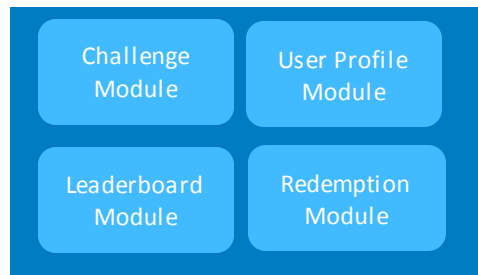 Challenge
Module
User Profile
Module
Leaderboard
Module
Redemption
Module